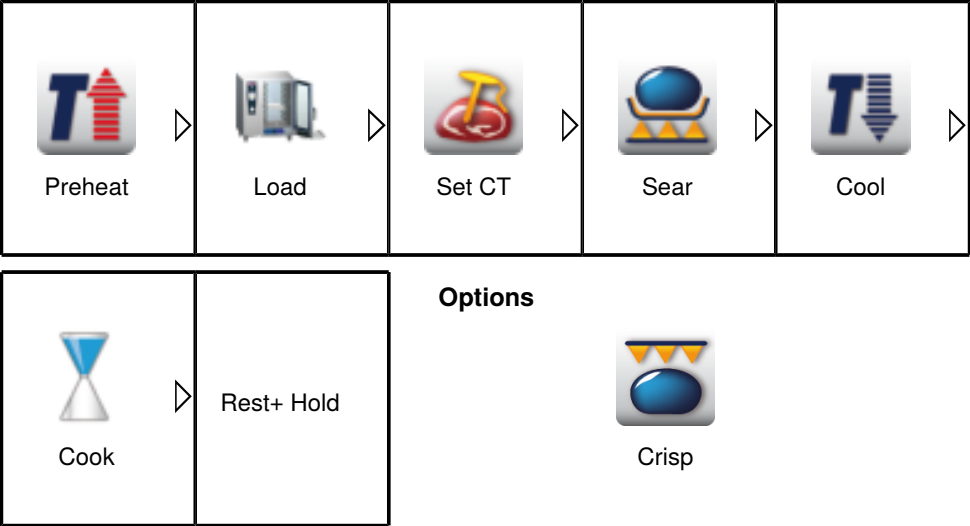 Preheat
Load
Set CT
Sear
Cool
Cook
Rest+ Hold
Options
Crisp